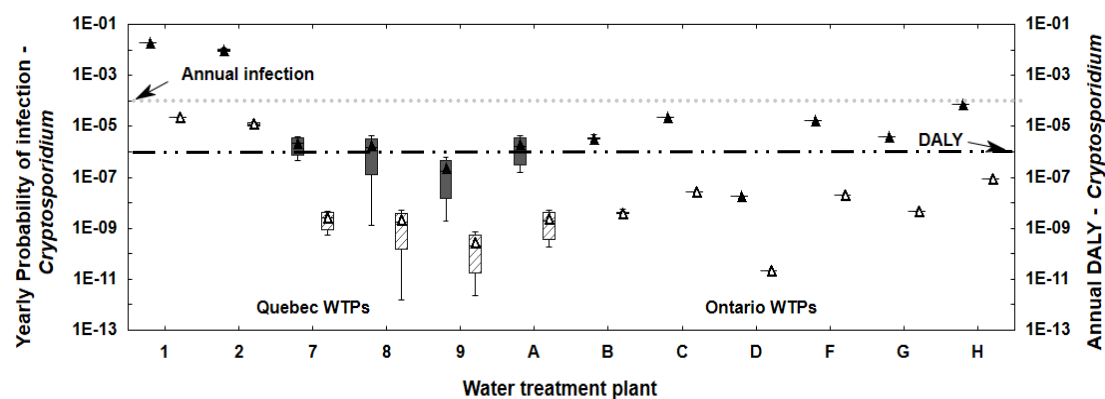 Yearly Probability of infection -
Cryptosporidium
1E-01
1E-03
1E-05
1E-07
1E-09
1E-11
1E-13
Annual infection
DALY
Quebec WTPs
Ontario WTPs
1 2 7 8 9 A B C D F G H
Water treatment plant
1E-01
1E-03
1E-05
1E-07
1E-09
1E-11
1E-13
Annual DALY - Cryptosporidium